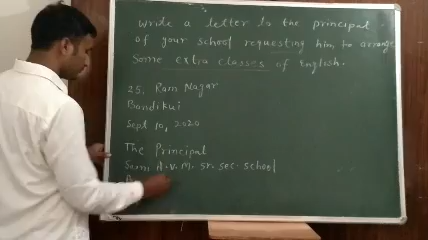 Write a letter to the principal
of your school requesting him to arrange
Some extra classes of English.
25, Ram Nagar
Bandikui
Sept 10, 2020
The Principal
A.V.M. Sr. Sec. School